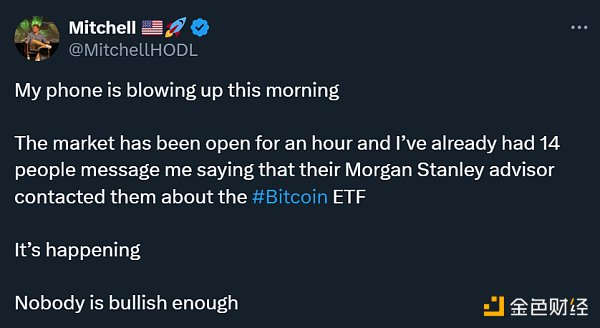 Mitchell 🇺🇸🚀
@MitchellHODL
My phone is blowing up this morning
The market has been open for an hour and I’ve already had 14
people message me saying that their Morgan Stanley advisor
contacted them about the #Bitcoin ETF
It’s happening
Nobody is bullish enough
金色财经